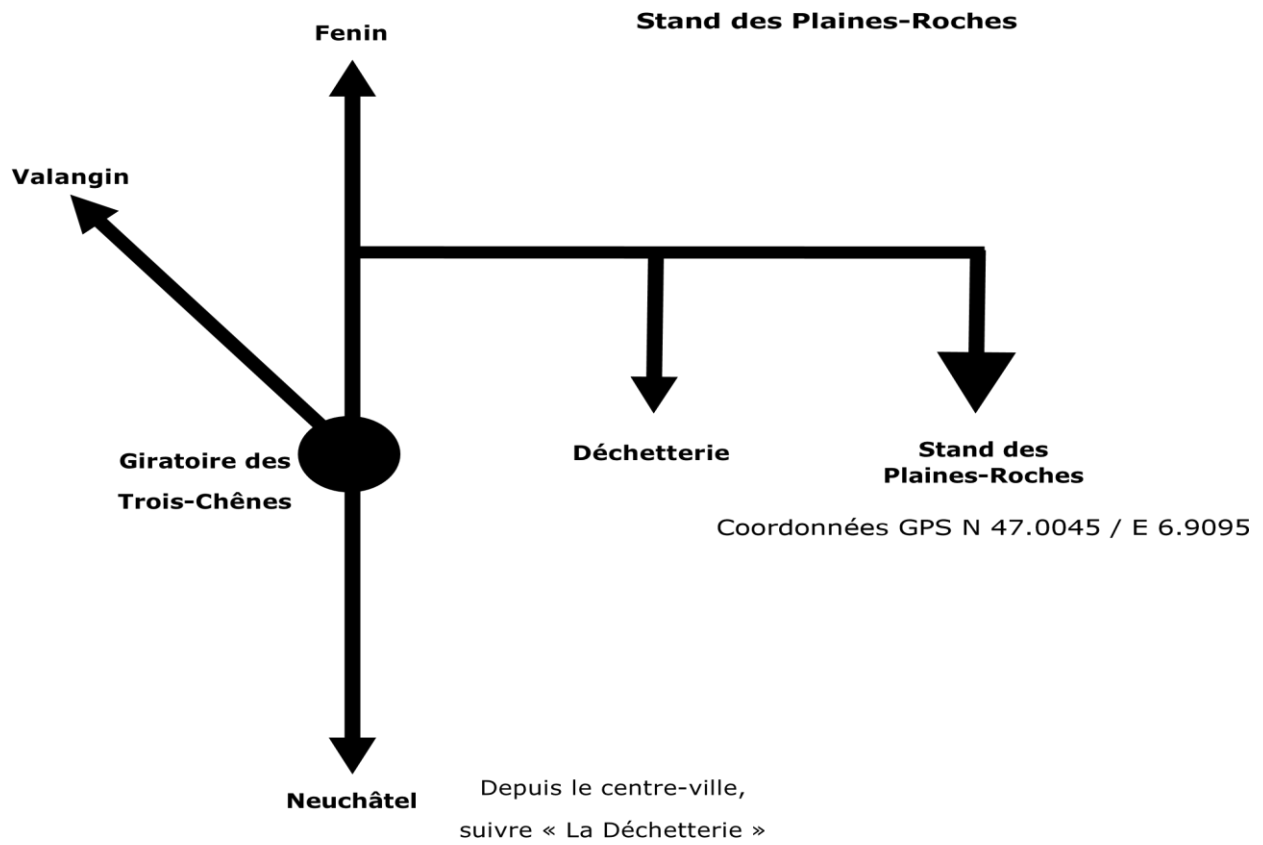 Stand des Plaines-Roches
Fenin
Valangin
Giratoire des
Trois-Chênes
Déchetterie
Stand des
Plaines-Roches
Coordonnées GPS N 47.0045 / E 6.9095
Neuchâtel
Depuis le centre-ville,
suivre « La Déchetterie »